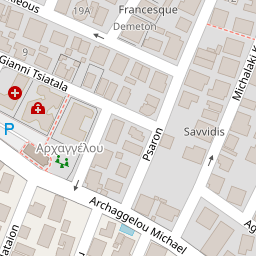 19A
Francesque
Demeton
9
Gianni Tsiatala
Michalaki K
Psaron
Savvidis
P
Αρχαγγέλου
Archaggelou Michael